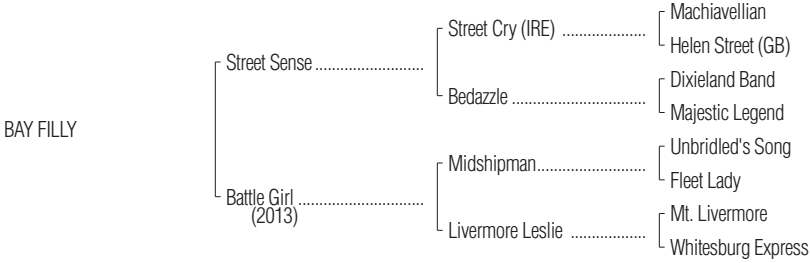 Machiavellian
Street Cry (IRE) ....................
Helen Street (GB)
Street Sense ..........................
Dixieland Band
Bedazzle ................................
Majestic Legend
BAY FILLY
Unbridled's Song
Midshipman..........................
Fleet Lady
Battle Girl ..............................
(2013)
Mt. Livermore
Livermore Leslie ..................
Whitesburg Express